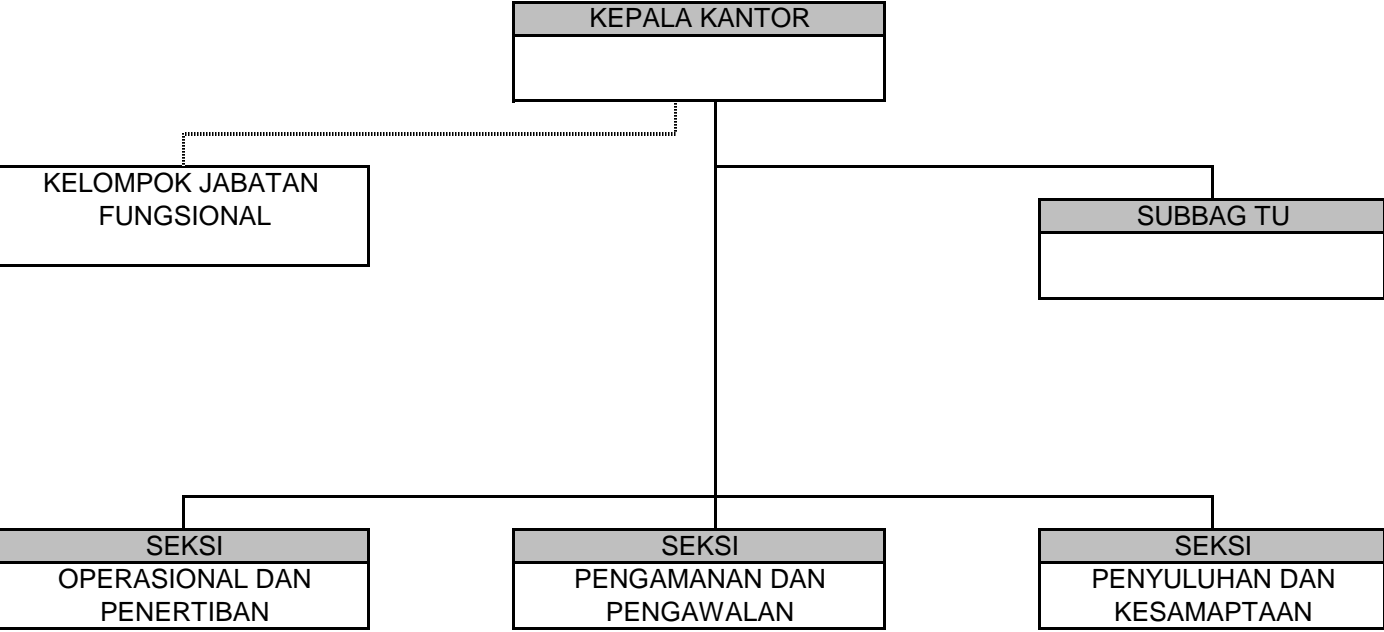 KEPALA KANTOR
KELOMPOK JABATAN
FUNGSIONAL
SUBBAG TU
SEKSI
OPERASIONAL DAN
PENERTIBAN
SEKSI
PENGAMANAN DAN
PENGAWALAN
SEKSI
PENYULUHAN DAN
KESAMAPTAAN